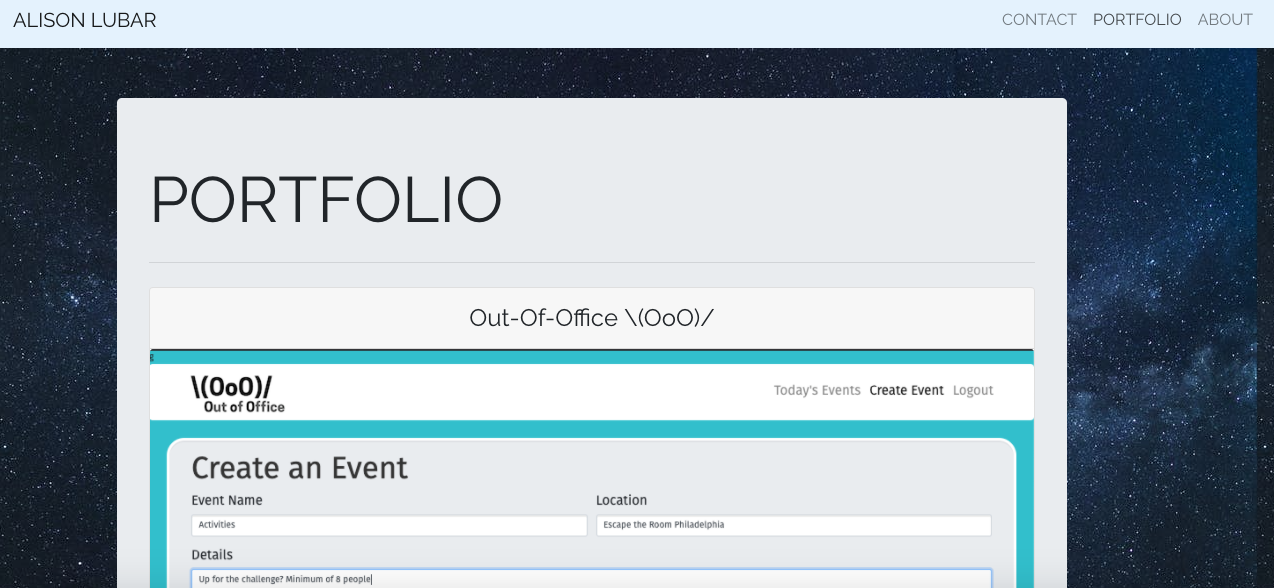 ALISON LUBAR CONTACT PORTFOLIO ABOUT
PORTFOLIO
Out-Of-Office \(OoO)/
\(OoO)/
Out of Office
Today's Events Create Event Logout
Create an Event
Event Name Location
Activities Escape the Room Philadelphia
Details
Up for the challenge? Minimum of 8 people